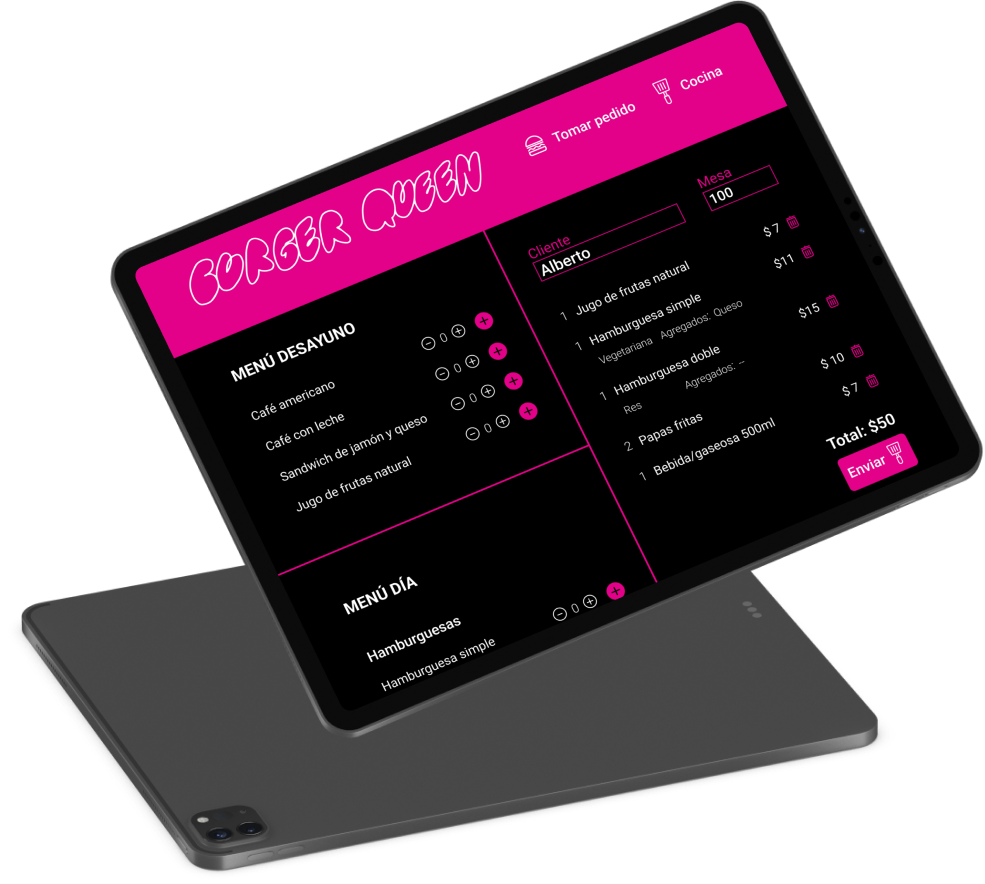 BURGER QUEEN
Tomar pedido
Cocina
MENÚ DESAYUNO
Café americano 0
Café con leche 0
Sandwich de jamón y queso 0
Jugo de frutas natural 0
MENÚ DÍA
Hamburguesas
Hamburguesa simple 0
Cliente
Alberto
Mesa
100
1 Jugo de frutas natural $ 7
1 Hamburguesa simple $11
Vegetariana Agregados: Queso
1 Hamburguesa doble $15
Res Agregados: --
2 Papas fritas $ 10
1 Bebida/gaseosa 500ml $ 7
Total: $50
Enviar